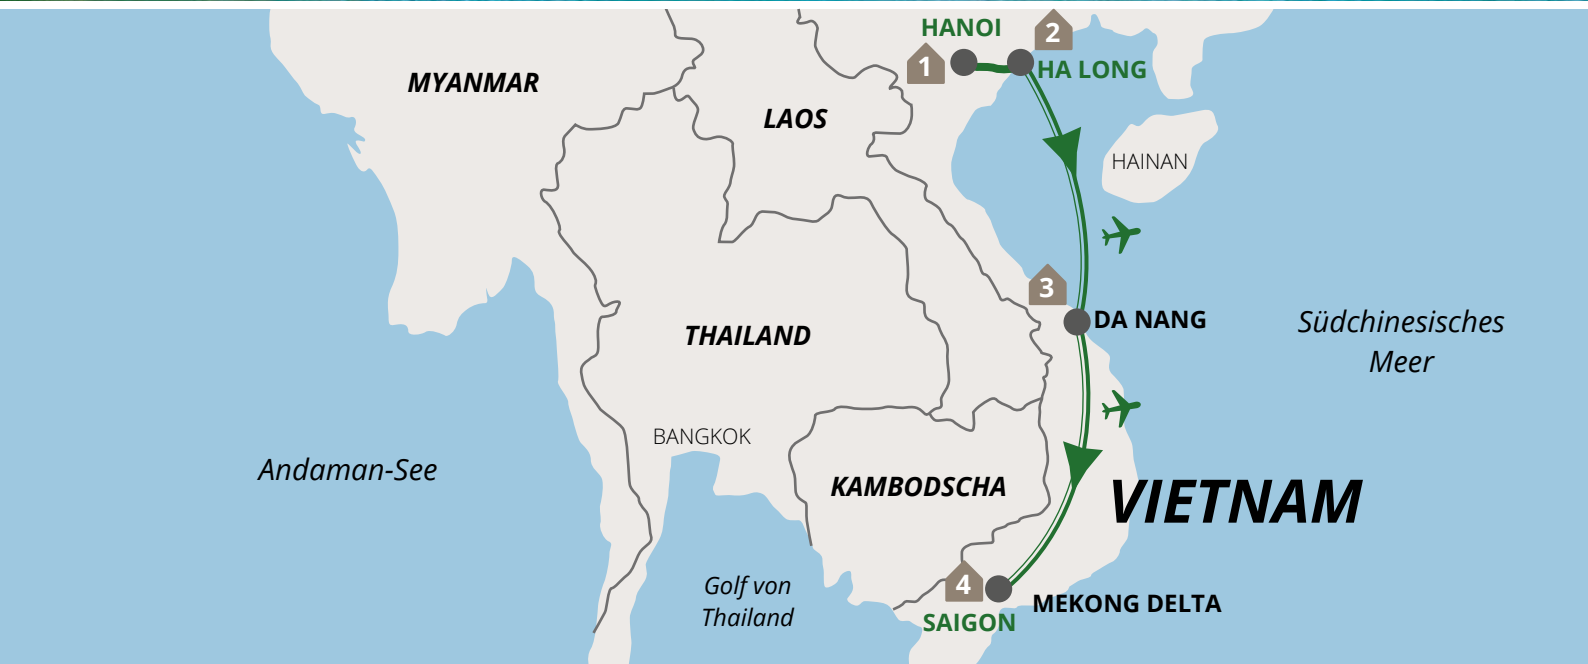 HANOI
2
1
HA LONG
MYANMAR
LAOS
HAINAN
3
DA NANG
THAILAND
Südchinesisches
Meer
BANGKOK
Andaman-See
KAMBODSCHA
VIETNAM
Golf von
Thailand
4
MEKONG DELTA
SAIGON